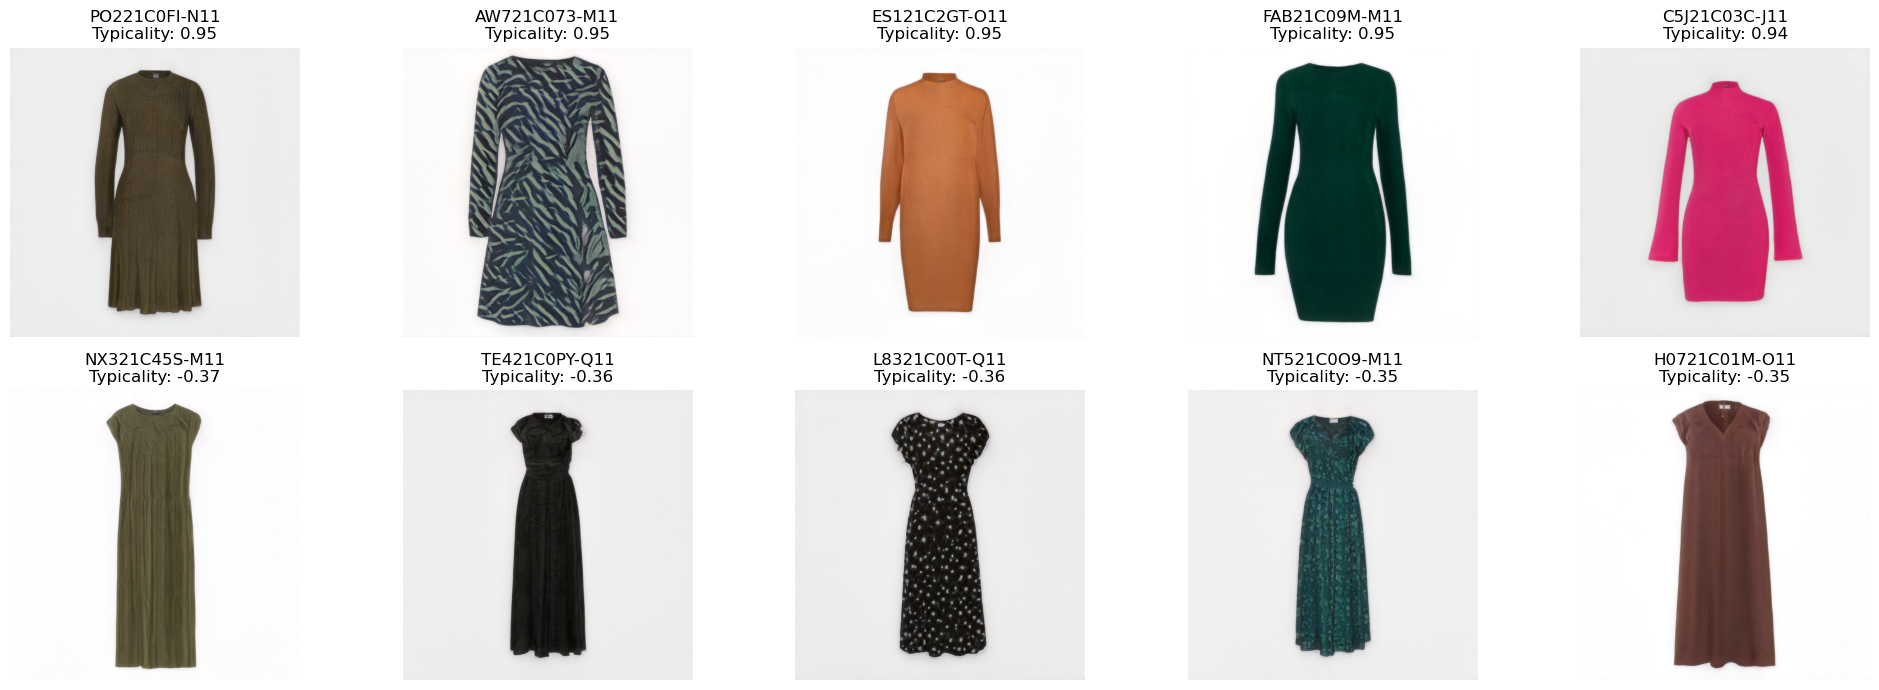 PO221C0FI-N11
Typicality: 0.95
AW721C073-M11
Typicality: 0.95
ES121C2GT-O11
Typicality: 0.95
FAB21C09M-M11
Typicality: 0.95
C5J21C03C-J11
Typicality: 0.94
NX321C45S-M11
Typicality: -0.37
TE421C0PY-Q11
Typicality: -0.36
L8321C00T-Q11
Typicality: -0.36
NT521C0O9-M11
Typicality: -0.35
H0721C01M-O11
Typicality: -0.35